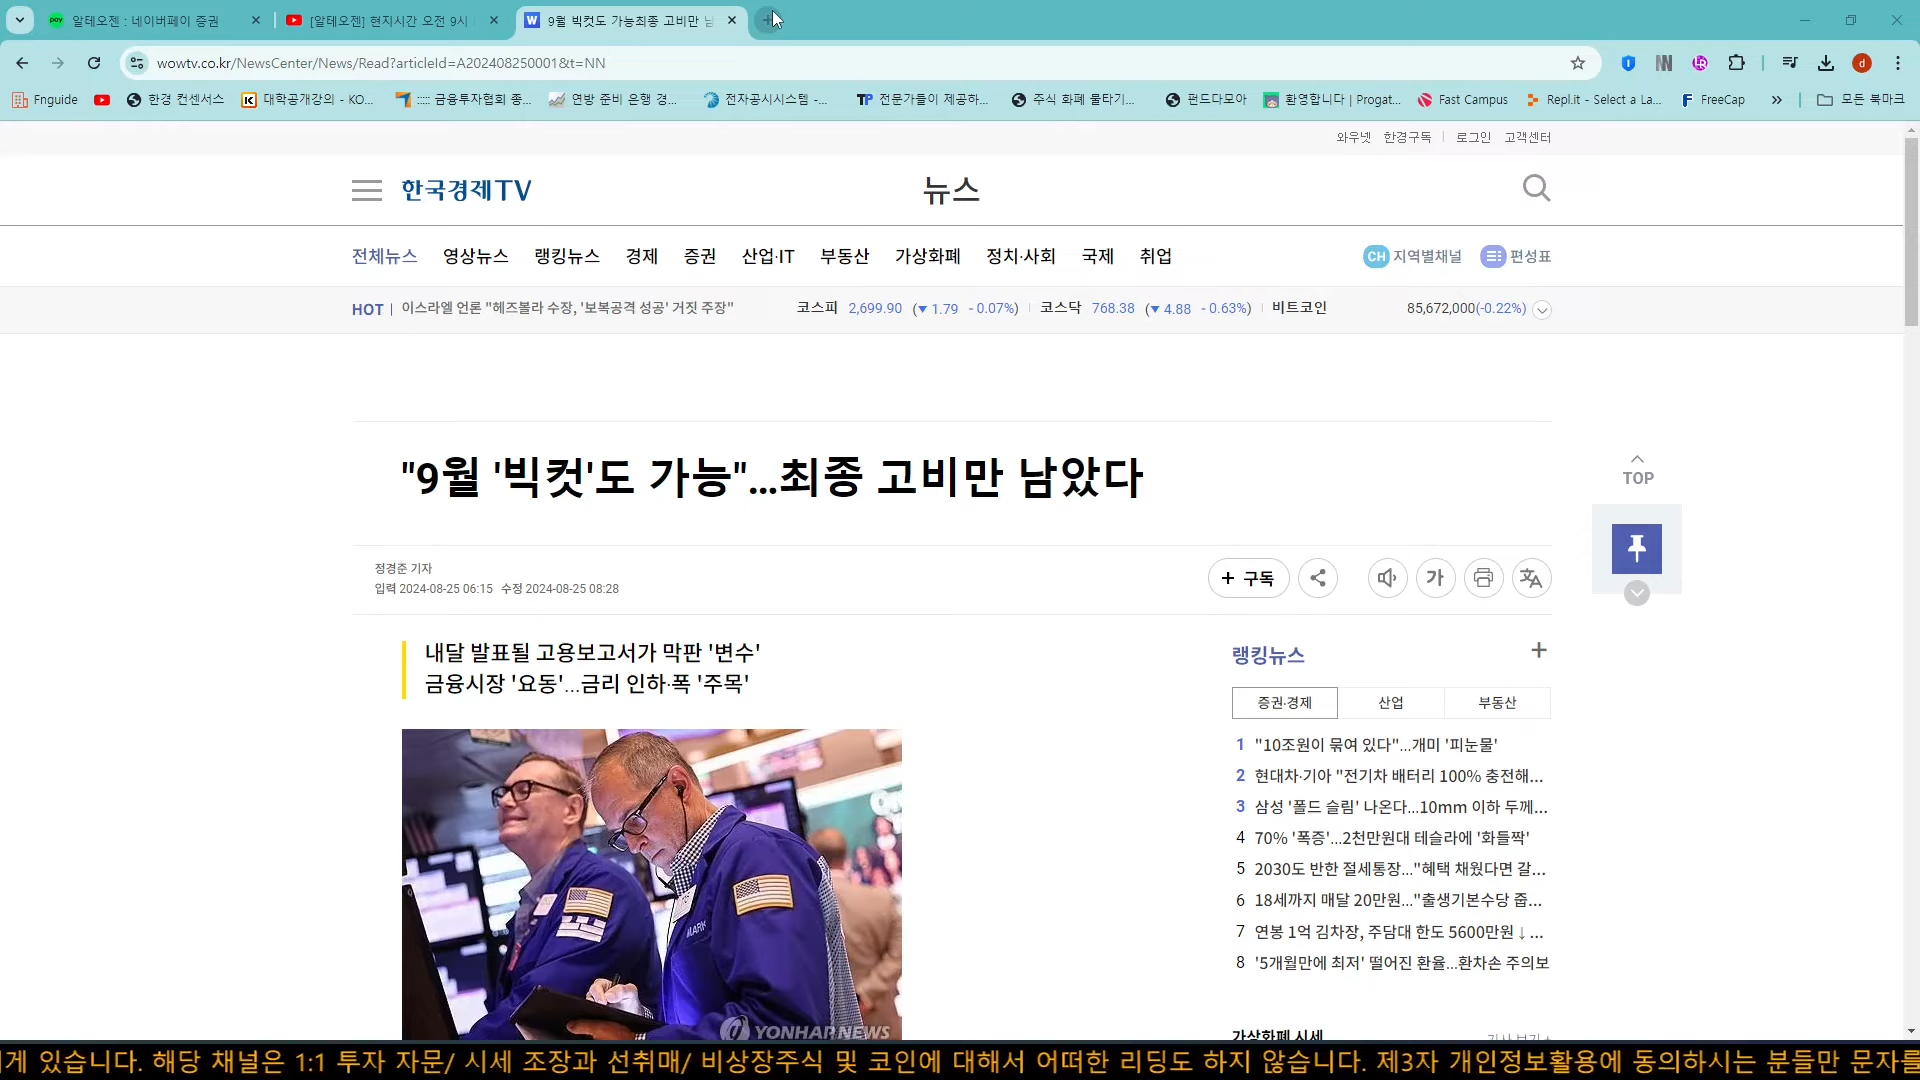 알테오젠 : 네이버페이 증권
[알테오젠] 현지시간 오전 9시
9월 빅컷도 가능최종 고비만 남
wowtv.co.kr/NewsCenter/News/Read?articleId=A202408250001&t=NN
Fnguide
한경 컨센서스
대학공개강의 - KO...
::::: 금융투자협회 종...
연방 준비 은행 경...
전자공시시스템 -...
전문가들이 제공하...
주식 화폐 물타기...
펀드다모아
환영합니다 | Progat...
Fast Campus
Repl.it - Select a La...
FreeCap
모든 북마크
와우넷 한경구독 로그인 고객센터
한국경제TV
뉴스
전체뉴스 영상뉴스 랭킹뉴스 경제 증권 산업·IT 부동산 가상화폐 정치·사회 국제 취업
CH 지역별채널 편성표
HOT | 이스라엘 언론 "헤즈볼라 수장, '보복공격 성공' 거짓 주장"
코스피 2,699.90 (▼1.79 - 0.07%) 코스닥 768.38 (▼4.88 - 0.63%) 비트코인 85,672,000(-0.22%)
"9월 '빅컷'도 가능"...최종 고비만 남았다
TOP
정경준 기자
입력 2024-08-25 06:15 수정 2024-08-25 08:28
+ 구독
가
내달 발표될 고용보고서가 막판 '변수'
금융시장 '요동'...금리 인하·폭 '주목'
YONHAPNEWS
랭킹뉴스 +
증권·경제 산업 부동산
1 "10조원이 묶여 있다"...개미 '피눈물'
2 현대차·기아 "전기차 배터리 100% 충전해...
3 삼성 '폴드 슬림' 나온다...10mm 이하 두께...
4 70% '폭증'...2천만원대 테슬라에 '화들짝'
5 2030도 반한 절세통장..."혜택 채웠다면 갈...
6 18세까지 매달 20만원..."출생기본수당 줍...
7 연봉 1억 김차장, 주담대 한도 5600만원↓...
8 '5개월만에 최저' 떨어진 환율...환차손 주의보
가상화폐 시세
게 있습니다. 해당 채널은 1:1 투자 자문/ 시세 조장과 선취매/ 비상장주식 및 코인에 대해서 어떠한 리딩도 하지 않습니다. 제3자 개인정보활용에 동의하시는 분들만 문자를